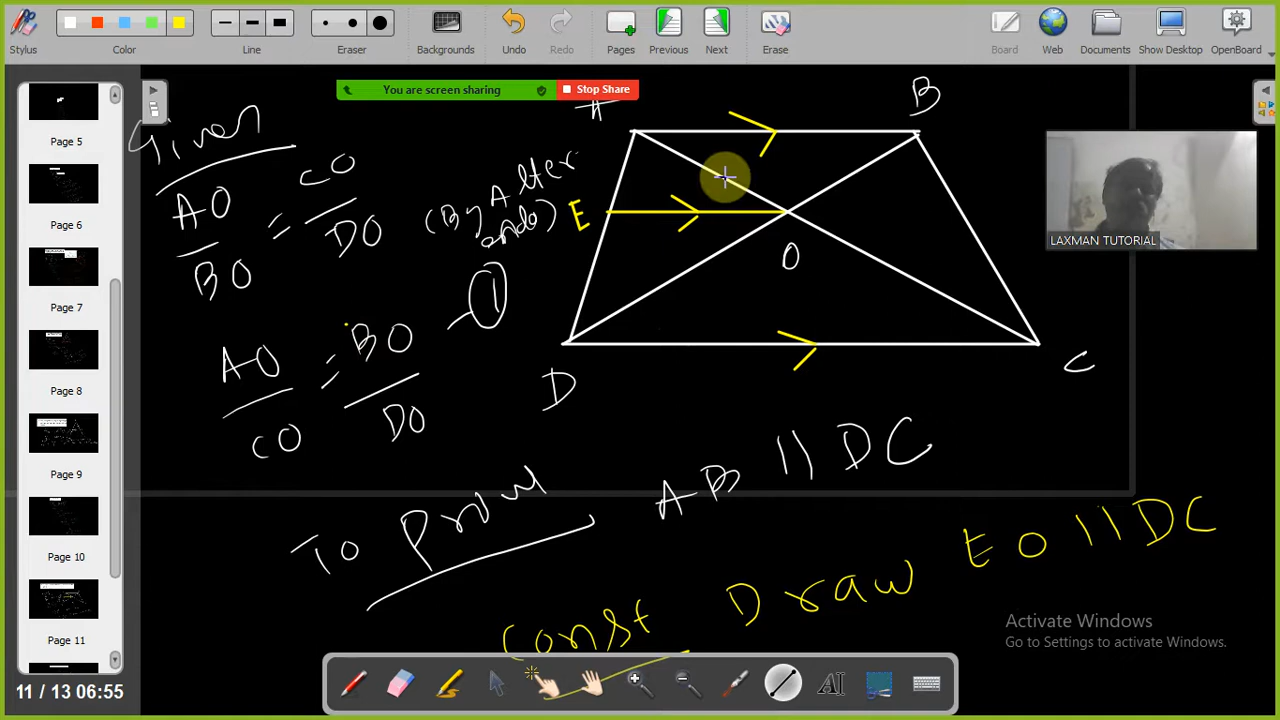 Stylus
Color
Line
Eraser
Backgrounds
Undo
Redo
Pages
Previous
Next
Erase
Board
Web
Documents
Show Desktop
OpenBoard
You are screen sharing
Stop Share
Page 5
Page 6
Page 7
Page 8
Page 9
Page 10
Page 11
Given
AO/BO = CO/DO (By Alter
endo)
AO/CO = BO/DO - ①
A
B
E
O
D
C
LAXMAN TUTORIAL
To Prove AB || DC
Const Draw EO || DC
Activate Windows
Go to Settings to activate Windows.
11 / 13 06:55
AI